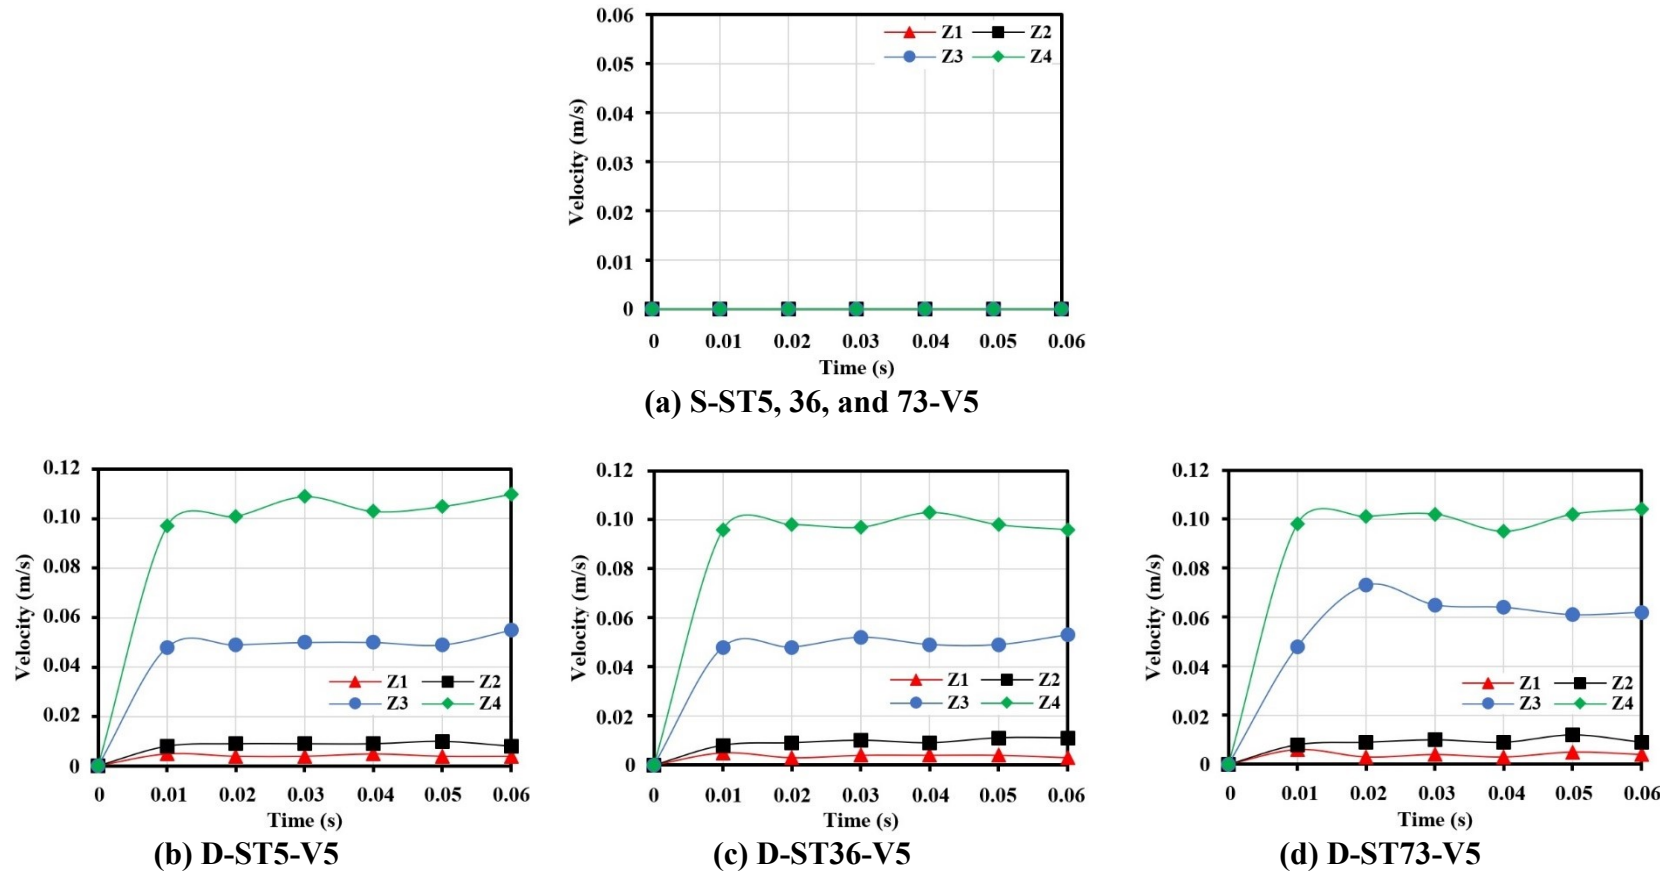 0.06
0.05
0.04
0.03
0.02
0.01
0
Velocity (m/s)
Z1 Z2
Z3 Z4
0 0.01 0.02 0.03 0.04 0.05 0.06
Time (s)
(a) S-ST5, 36, and 73-V5
0.12
0.10
0.08
0.06
0.04
0.02
0
Velocity (m/s)
Z1 Z2
Z3 Z4
0 0.01 0.02 0.03 0.04 0.05 0.06
Time (s)
(b) D-ST5-V5
0.12
0.10
0.08
0.06
0.04
0.02
0
Velocity (m/s)
Z1 Z2
Z3 Z4
0 0.01 0.02 0.03 0.04 0.05 0.06
Time (s)
(c) D-ST36-V5
0.12
0.10
0.08
0.06
0.04
0.02
0
Velocity (m/s)
Z1 Z2
Z3 Z4
0 0.01 0.02 0.03 0.04 0.05 0.06
Time (s)
(d) D-ST73-V5